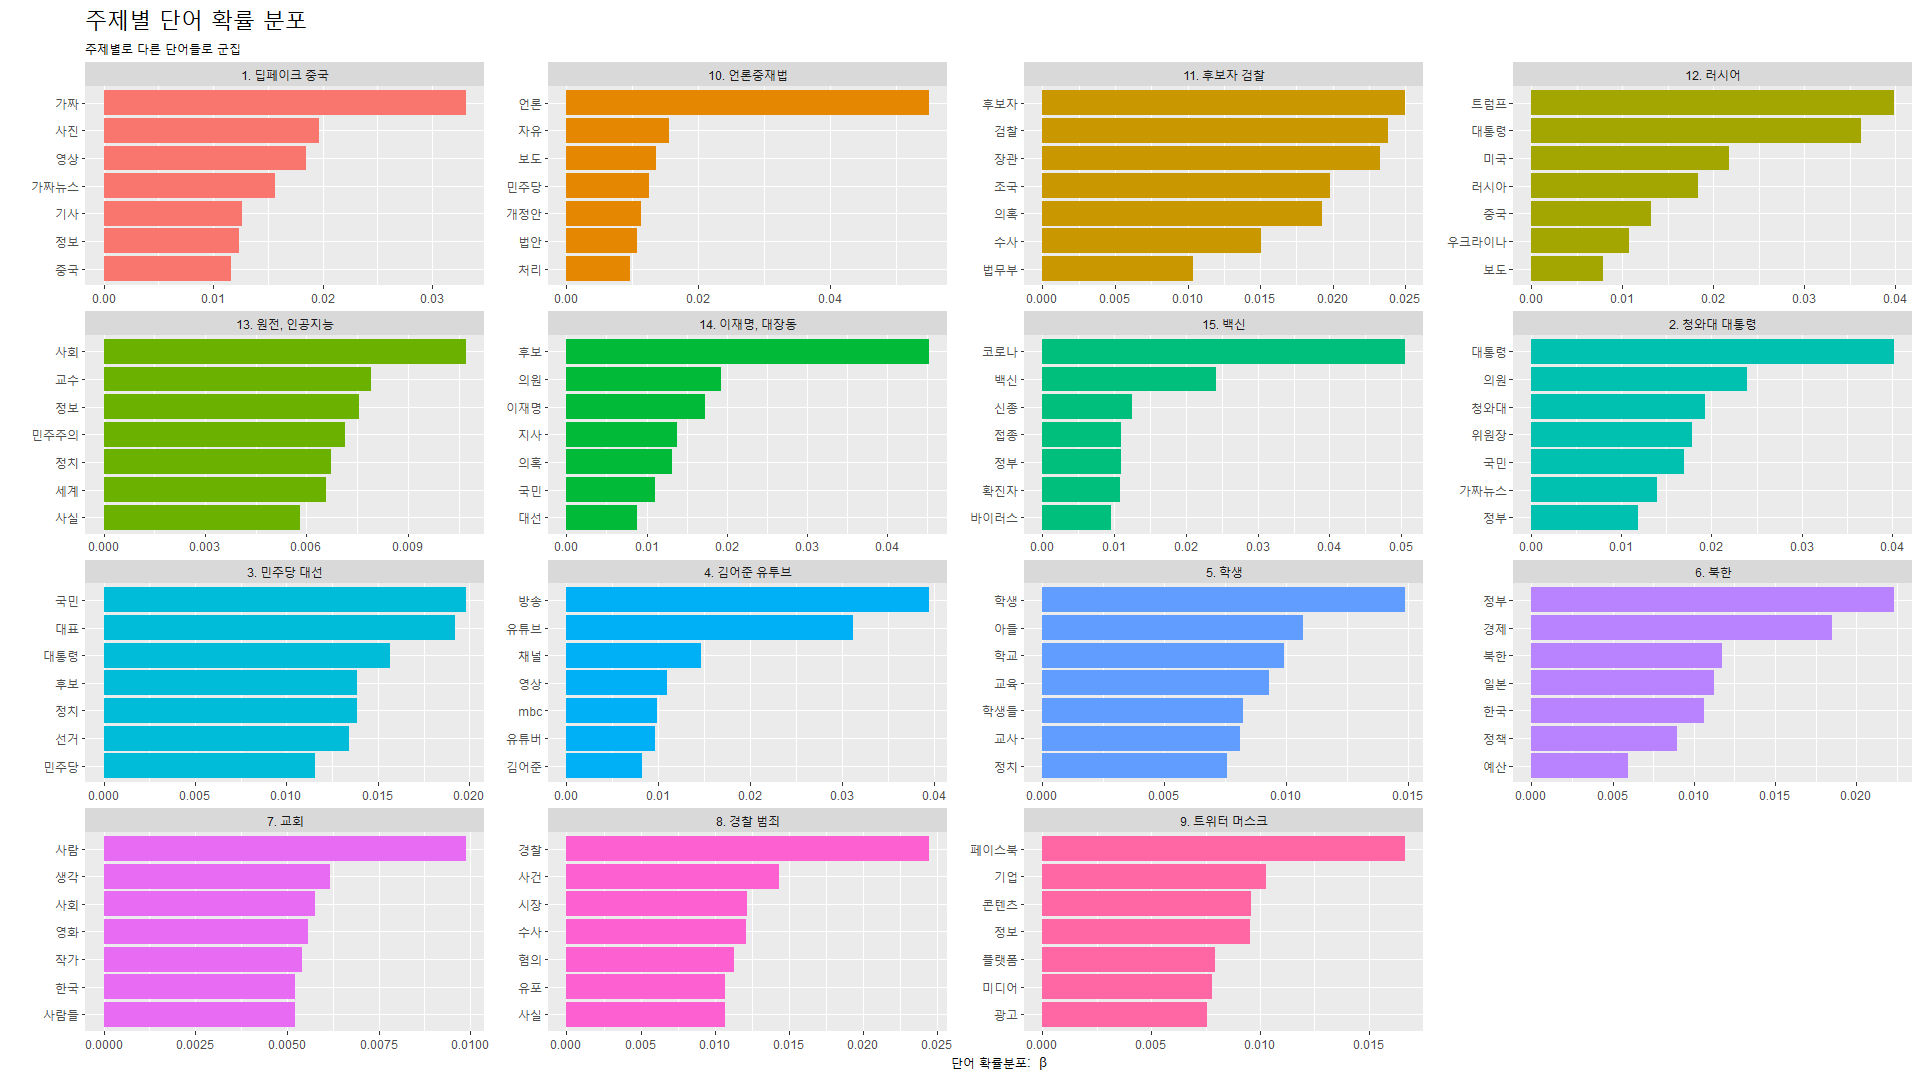 주제별 단어 확률 분포
주제별로 다른 단어들로 군집
1. 딥페이크 중국
가짜
사진
영상
가짜뉴스
기사
정보
중국
0.00 0.01 0.02 0.03
10. 언론중재법
언론
자유
보도
민주당
개정안
법안
처리
0.00 0.02 0.04
11. 후보자 검찰
후보자
검찰
장관
조국
의혹
수사
법무부
0.000 0.005 0.010 0.015 0.020 0.025
12. 러시어
트럼프
대통령
미국
러시아
중국
우크라이나
보도
0.00 0.01 0.02 0.03 0.04
13. 원전, 인공지능
사회
교수
정보
민주주의
정치
세계
사실
0.000 0.003 0.006 0.009
14. 이재명, 대장동
후보
의원
이재명
지사
의혹
국민
대선
0.00 0.01 0.02 0.03 0.04
15. 백신
코로나
백신
신종
접종
정부
확진자
바이러스
0.00 0.01 0.02 0.03 0.04 0.05
2. 청와대 대통령
대통령
의원
청와대
위원장
국민
가짜뉴스
정부
0.00 0.01 0.02 0.03 0.04
3. 민주당 대선
국민
대표
대통령
후보
정치
선거
민주당
0.000 0.005 0.010 0.015 0.020
4. 김어준 유투브
방송
유튜브
채널
영상
mbc
유튜버
김어준
0.00 0.01 0.02 0.03 0.04
5. 학생
학생
아들
학교
교육
학생들
교사
정치
0.000 0.005 0.010 0.015
6. 북한
정부
경제
북한
일본
한국
정책
예산
0.000 0.005 0.010 0.015 0.020
7. 교회
사람
생각
사회
영화
작가
한국
사람들
0.0000 0.0025 0.0050 0.0075 0.0100
8. 경찰 범죄
경찰
사건
시장
수사
혐의
유포
사실
0.000 0.005 0.010 0.015 0.020 0.025
9. 트위터 머스크
페이스북
기업
콘텐츠
정보
플랫폼
미디어
광고
0.000 0.005 0.010 0.015
단어 확률분포: β